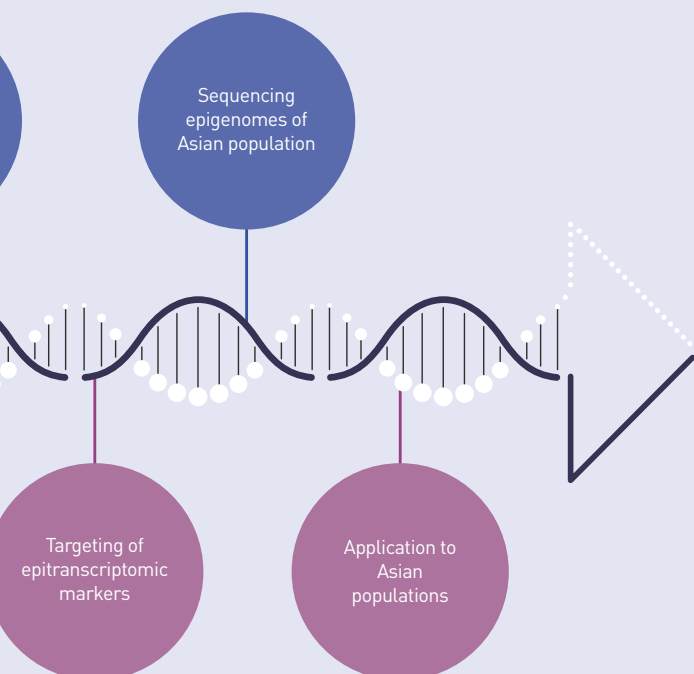 Sequencing
epigenomes of
Asian population
Targeting of
epitranscriptomic
markers
Application to
Asian
populations